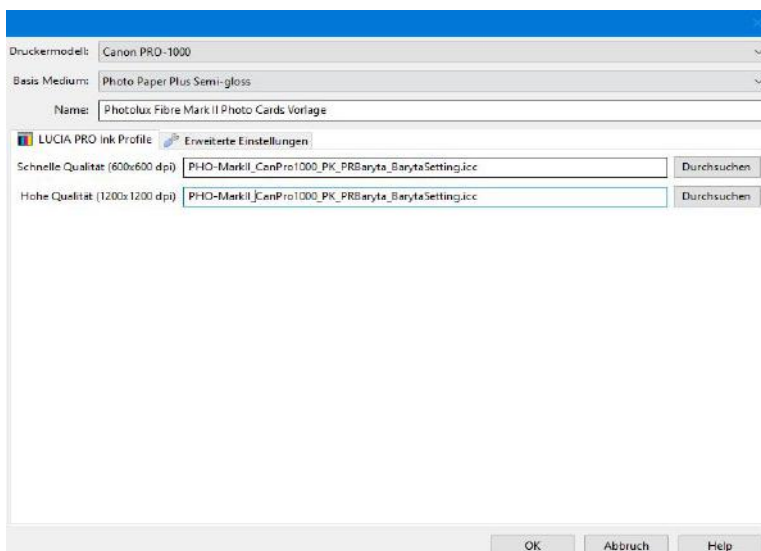 Druckermodell: Canon PRO-1000
Basis Medium: Photo Paper Plus Semi-gloss
Name: Photolux Fibre Mark II Photo Cards Vorlage
LUCIA PRO Ink Profile Erweiterte Einstellungen
Schnelle Qualität (600x600 dpi) PHO-MarkII_CanPro1000_PK_PRBaryta_BarytaSetting.icc Durchsuchen
Hohe Qualität (1200x1200 dpi) PHO-MarkII_CanPro1000_PK_PRBaryta_BarytaSetting.icc Durchsuchen
OK Abbruch Help